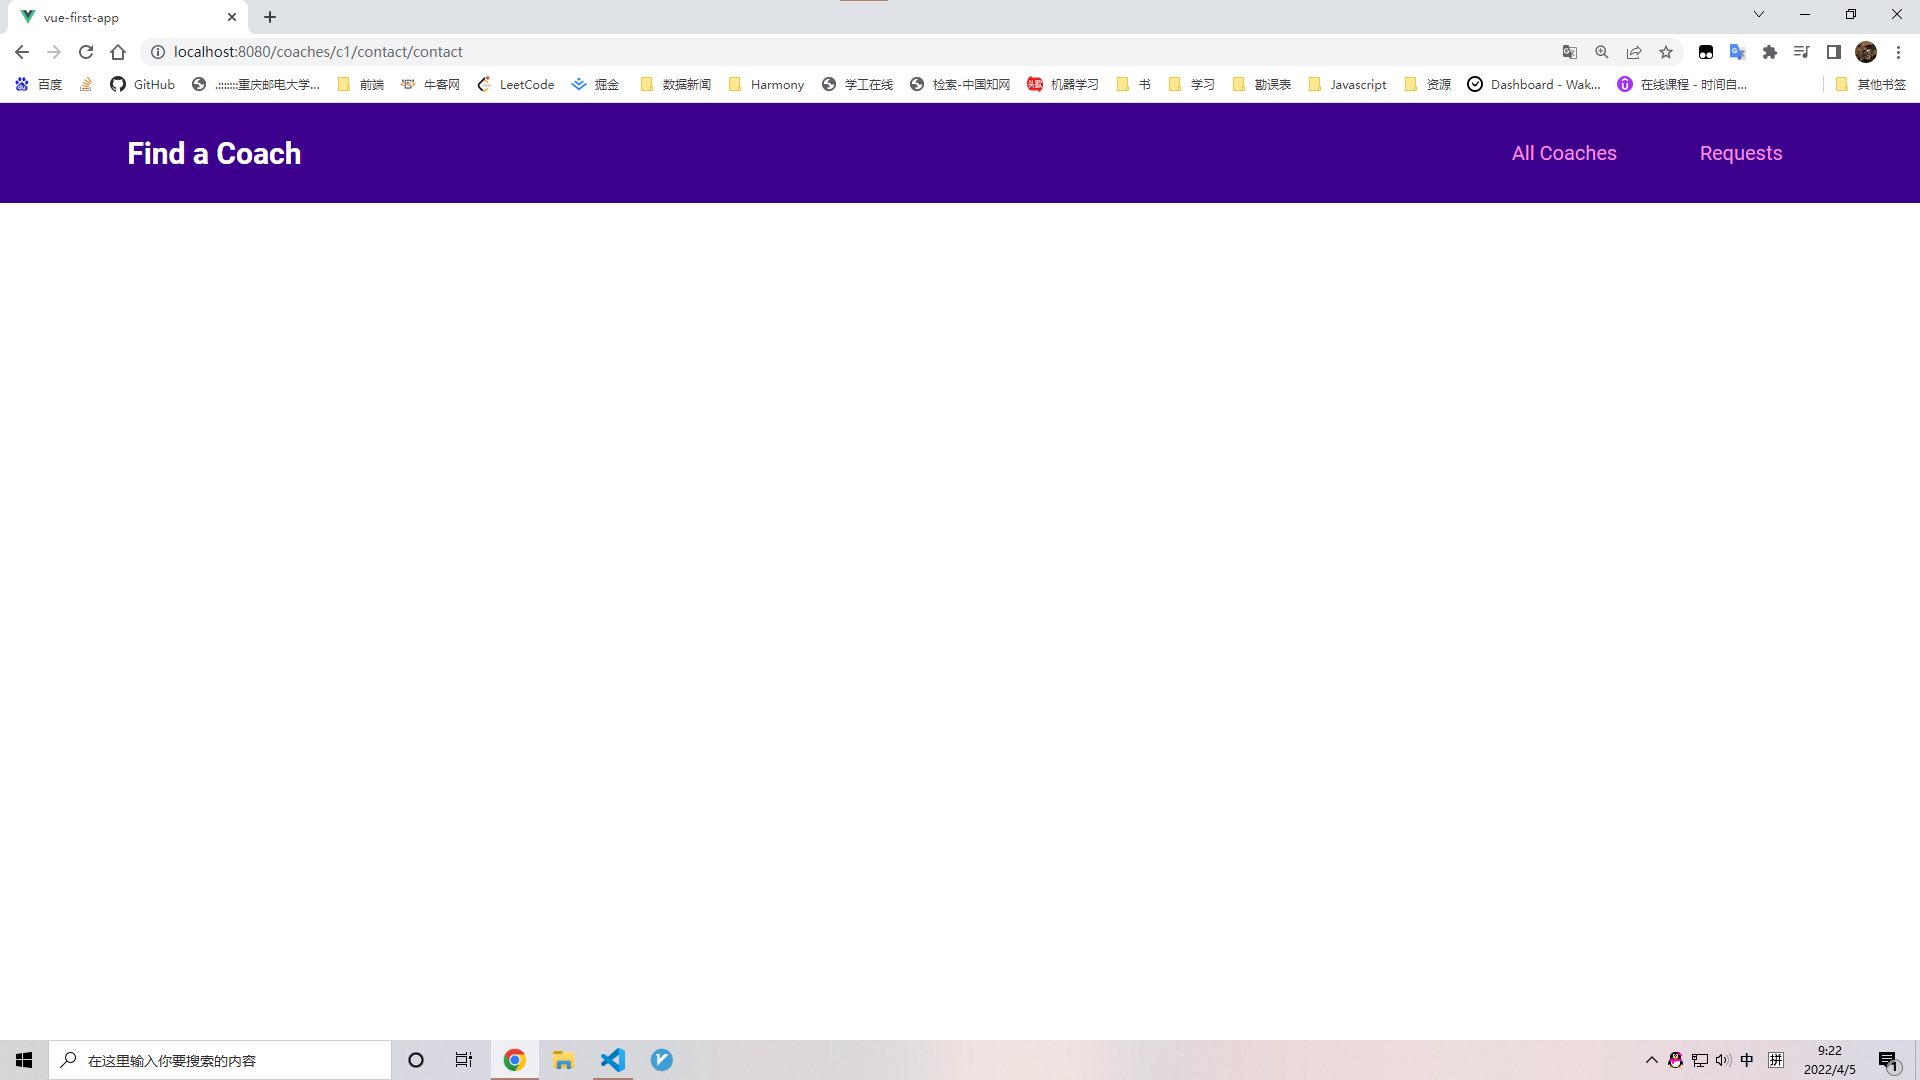 vue-first-app
localhost:8080/coaches/c1/contact/contact
百度 GitHub .:::::::重庆邮电大学... 前端 牛客网 LeetCode 掘金 数据新闻 Harmony 学工在线 检索-中国知网 机器学习 书 学习 勘误表 Javascript 资源 Dashboard - Wak... 在线课程 - 时间自... 其他书签
Find a Coach All Coaches Requests
在这里输入你要搜索的内容
中 拼
9:22
2022/4/5
1